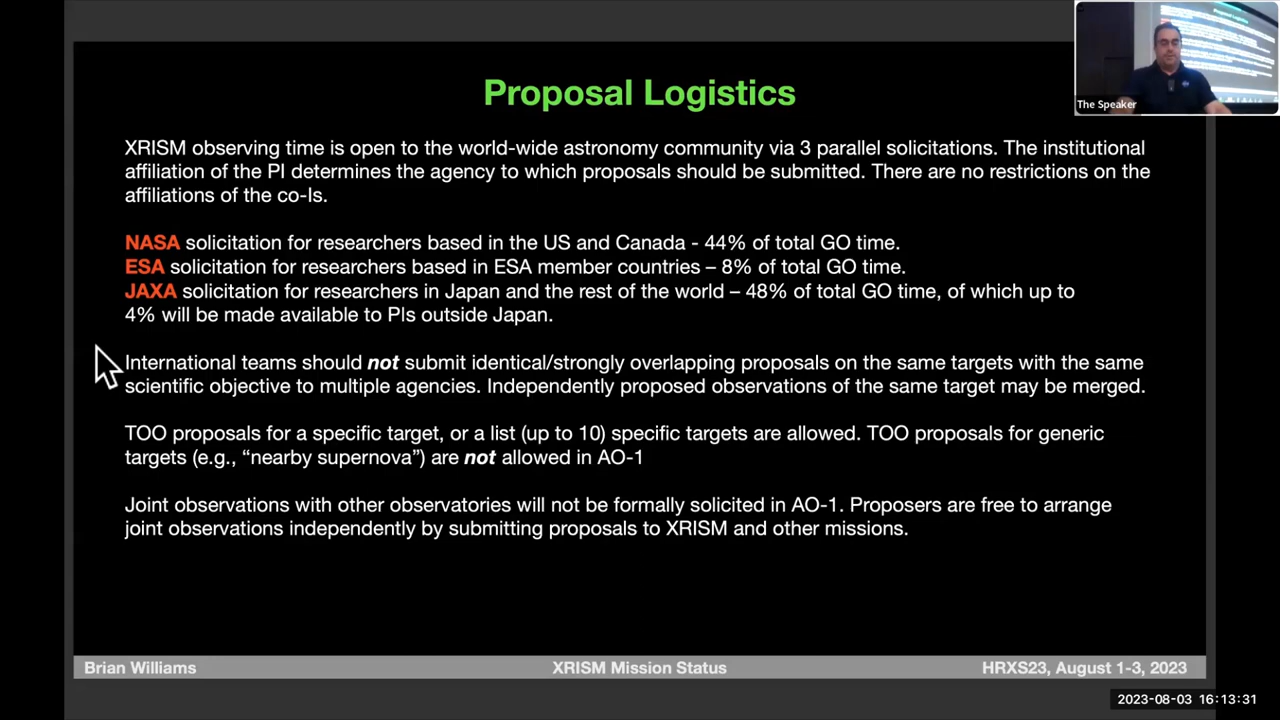 Proposal Logistics
The Speaker
XRISM observing time is open to the world-wide astronomy community via 3 parallel solicitations. The institutional
affiliation of the PI determines the agency to which proposals should be submitted. There are no restrictions on the
affiliations of the co-Is.
NASA solicitation for researchers based in the US and Canada - 44% of total GO time.
ESA solicitation for researchers based in ESA member countries – 8% of total GO time.
JAXA solicitation for researchers in Japan and the rest of the world – 48% of total GO time, of which up to
4% will be made available to PIs outside Japan.
International teams should not submit identical/strongly overlapping proposals on the same targets with the same
scientific objective to multiple agencies. Independently proposed observations of the same target may be merged.
TOO proposals for a specific target, or a list (up to 10) specific targets are allowed. TOO proposals for generic
targets (e.g., “nearby supernova”) are not allowed in AO-1
Joint observations with other observatories will not be formally solicited in AO-1. Proposers are free to arrange
joint observations independently by submitting proposals to XRISM and other missions.
Brian Williams XRISM Mission Status HRXS23, August 1-3, 2023
2023-08-03 16:13:31